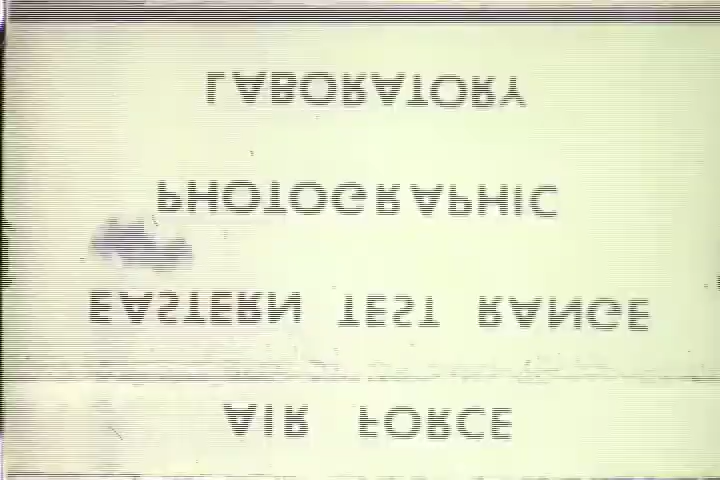 AIR FORCE
EASTERN TEST RANGE
PHOTOGRAPHIC
LABORATORY